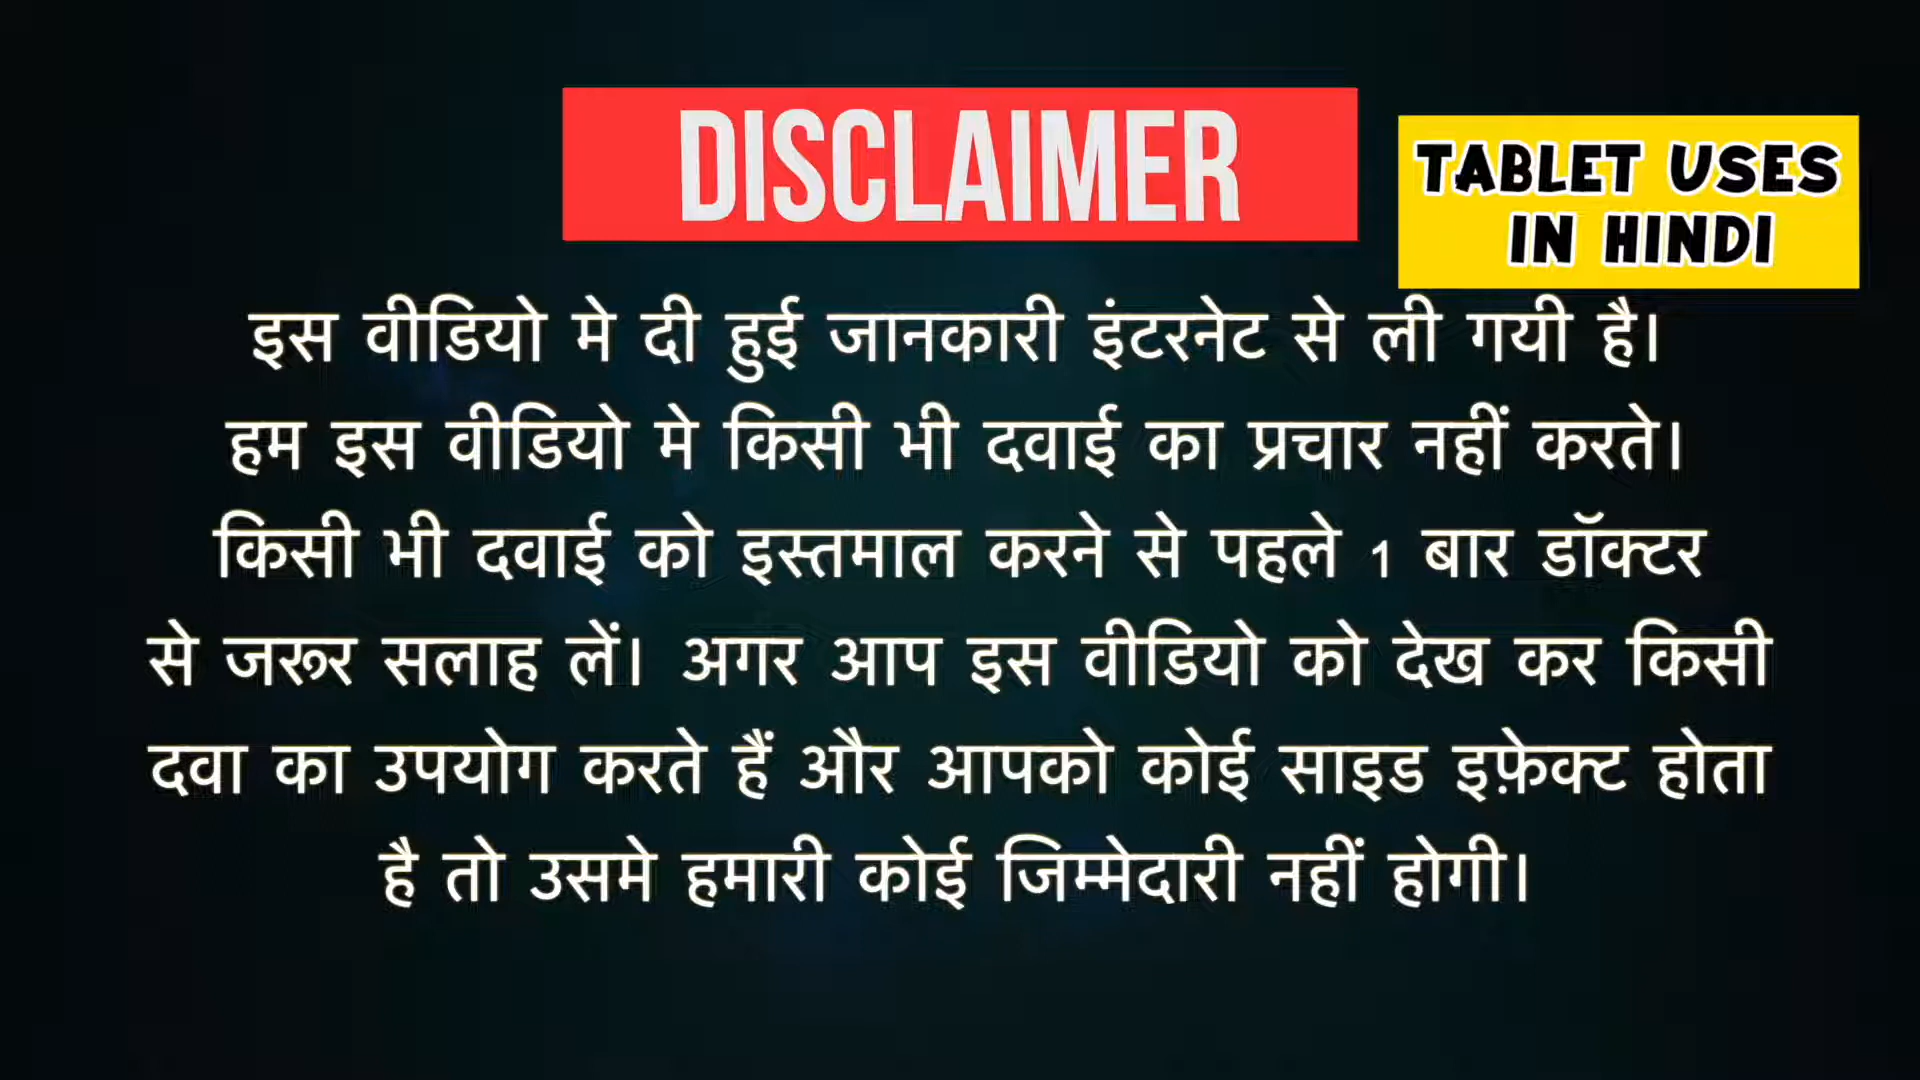 DISCLAIMER
TABLET USES
IN HINDI
इस वीडियो मे दी हुई जानकारी इंटरनेट से ली गयी है।
हम इस वीडियो मे किसी भी दवाई का प्रचार नहीं करते।
किसी भी दवाई को इस्तमाल करने से पहले 1 बार डॉक्टर
से जरूर सलाह लें। अगर आप इस वीडियो को देख कर किसी
दवा का उपयोग करते हैं और आपको कोई साइड इफ़ेक्ट होता
है तो उसमे हमारी कोई जिम्मेदारी नहीं होगी।